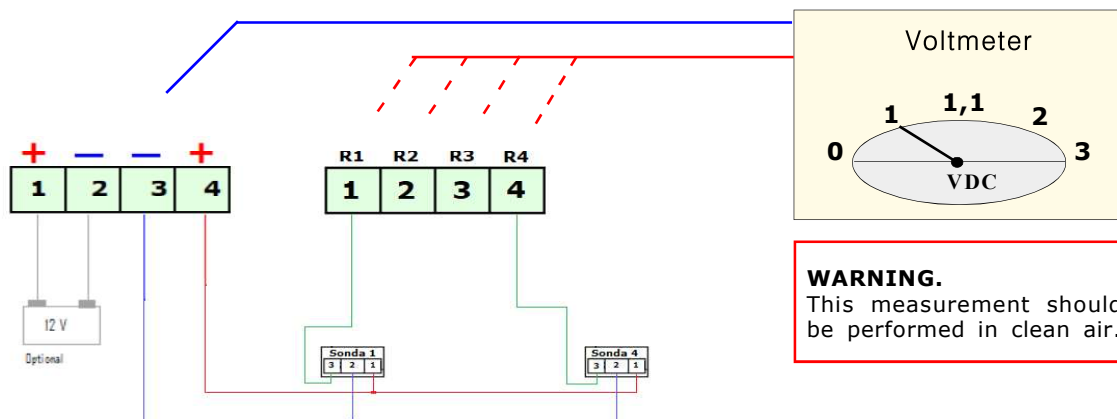 Voltmeter
0 1 1,1 2 3
VDC
+ — — +
1 2 3 4
R1 R2 R3 R4
1 2 3 4
12 V
Optional
Sonda 1
3 2 1
Sonda 4
3 2 1
WARNING.
This measurement should
be performed in clean air.